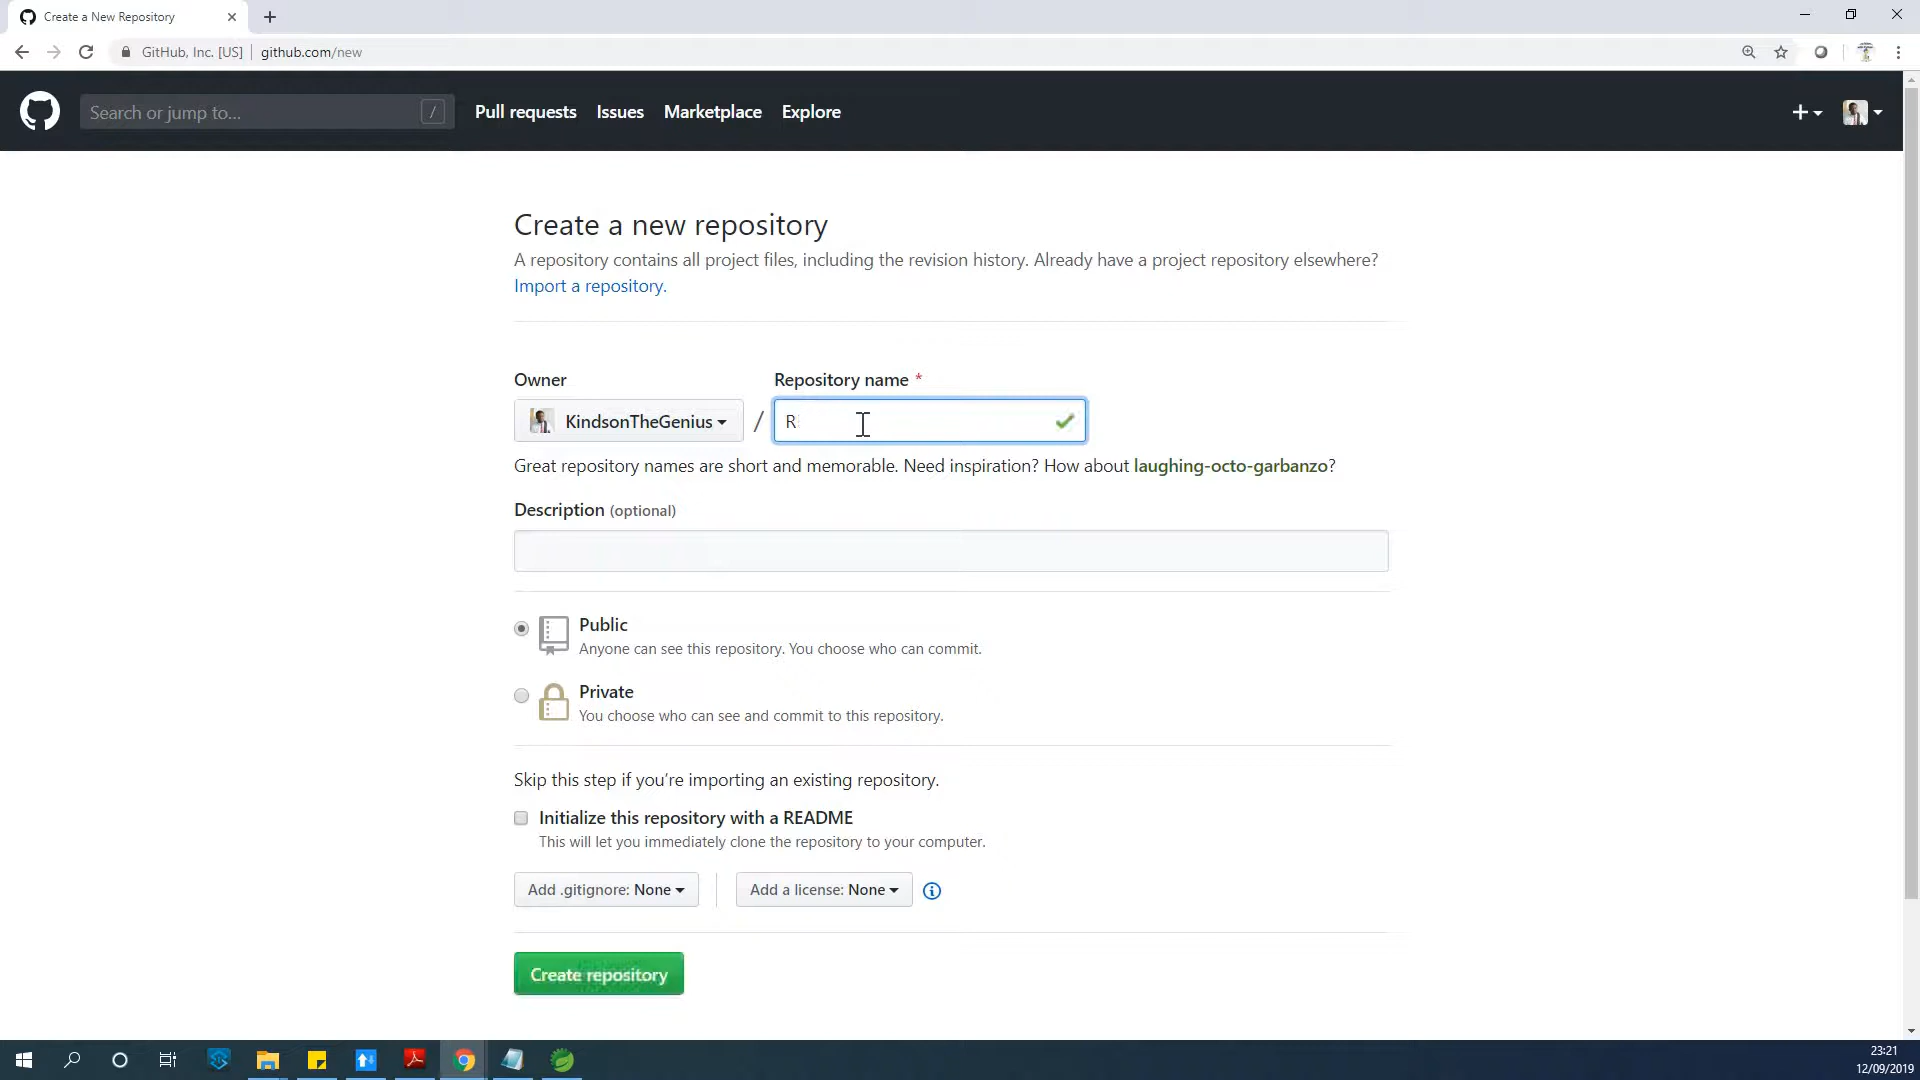 Create a New Repository
GitHub, Inc. [US] | github.com/new
Search or jump to... /
Pull requests Issues Marketplace Explore
Create a new repository
A repository contains all project files, including the revision history. Already have a project repository elsewhere?
Import a repository.
Owner Repository name *
KindsonTheGenius / R
Great repository names are short and memorable. Need inspiration? How about laughing-octo-garbanzo?
Description (optional)
Public
Anyone can see this repository. You choose who can commit.
Private
You choose who can see and commit to this repository.
Skip this step if you’re importing an existing repository.
Initialize this repository with a README
This will let you immediately clone the repository to your computer.
Add .gitignore: None Add a license: None
Create repository
23:21
12/09/2019